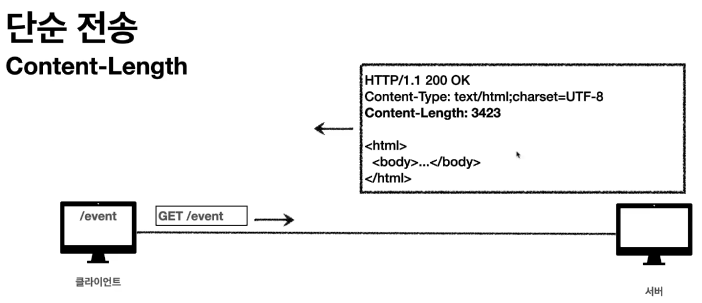 단순 전송
Content-Length
HTTP/1.1 200 OK
Content-Type: text/html;charset=UTF-8
Content-Length: 3423
<html>
<body>...</body>
</html>
/event
GET /event
클라이언트
서버